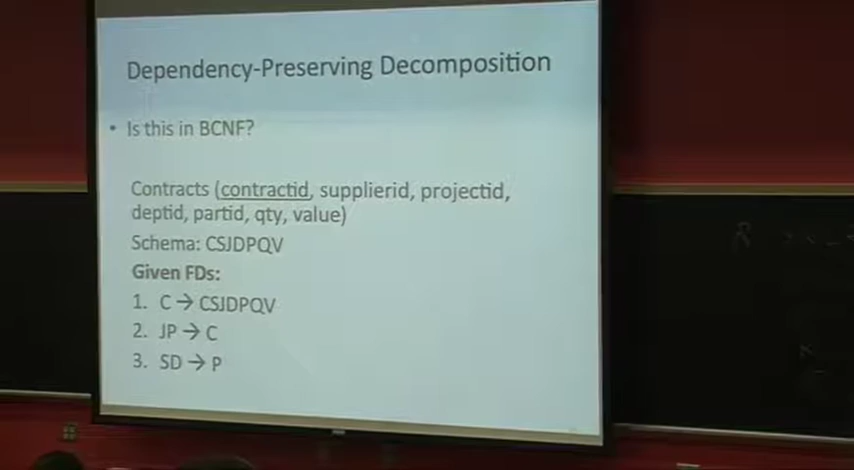 Dependency-Preserving Decomposition
• Is this in BCNF?
Contracts (contractid, supplierid, projectid,
deptid, partid, qty, value)
Schema: CSJDPQV
Given FDs:
1. C → CSJDPQV
2. JP → C
3. SD → P